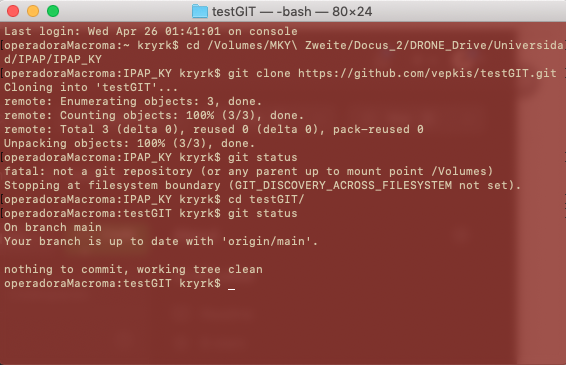 testGIT — -bash — 80×24
Last login: Wed Apr 26 01:41:01 on console
[operadoraMacroma:~ kryrk$ cd /Volumes/MKY\ Zweite/Docus_2/DRONE_Drive/Universida
d/IPAP/IPAP_KY
[operadoraMacroma:IPAP_KY kryrk$ git clone https://github.com/vepkis/testGIT.git
Cloning into 'testGIT'...
remote: Enumerating objects: 3, done.
remote: Counting objects: 100% (3/3), done.
remote: Total 3 (delta 0), reused 0 (delta 0), pack-reused 0
Unpacking objects: 100% (3/3), done.
[operadoraMacroma:IPAP_KY kryrk$ git status
fatal: not a git repository (or any parent up to mount point /Volumes)
Stopping at filesystem boundary (GIT_DISCOVERY_ACROSS_FILESYSTEM not set).
[operadoraMacroma:IPAP_KY kryrk$ cd testGIT/
[operadoraMacroma:testGIT kryrk$ git status
On branch main
Your branch is up to date with 'origin/main'.
nothing to commit, working tree clean
operadoraMacroma:testGIT kryrk$ _